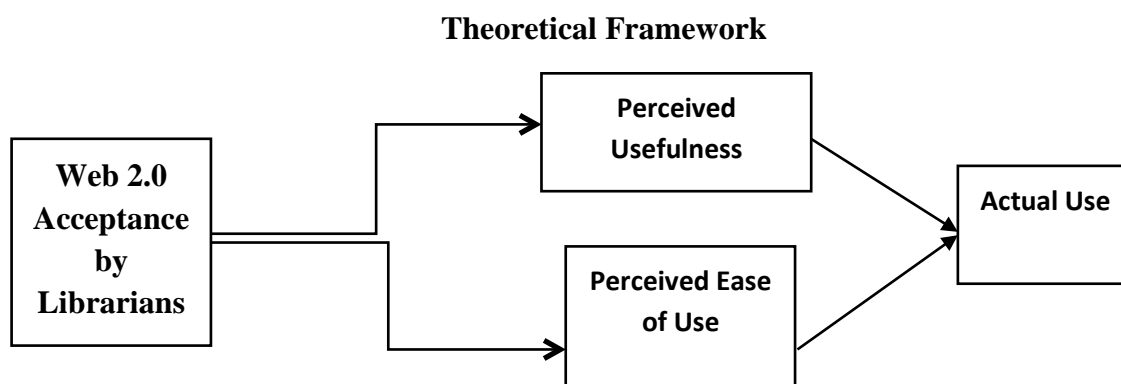 Theoretical Framework
Web 2.0
Acceptance
by
Librarians
Perceived
Usefulness
Perceived Ease
of Use
Actual Use